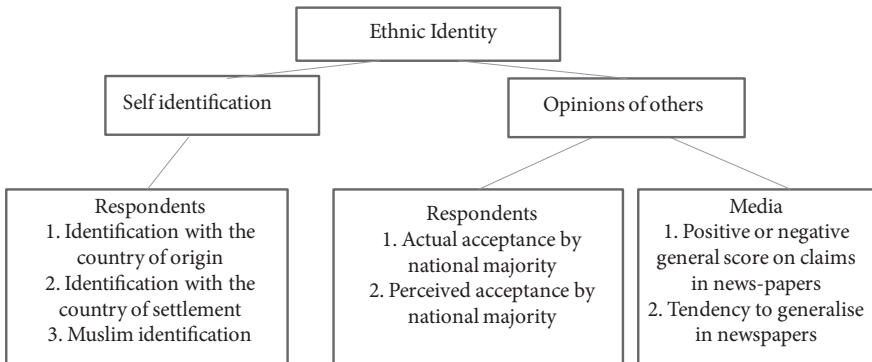 Ethnic Identity
Self identification
Opinions of others
Respondents
1. Identification with the
country of origin
2. Identification with the
country of settlement
3. Muslim identification
Respondents
1. Actual acceptance by
national majority
2. Perceived acceptance by
national majority
Media
1. Positive or negative
general score on claims
in news-papers
2. Tendency to generalise
in newspapers